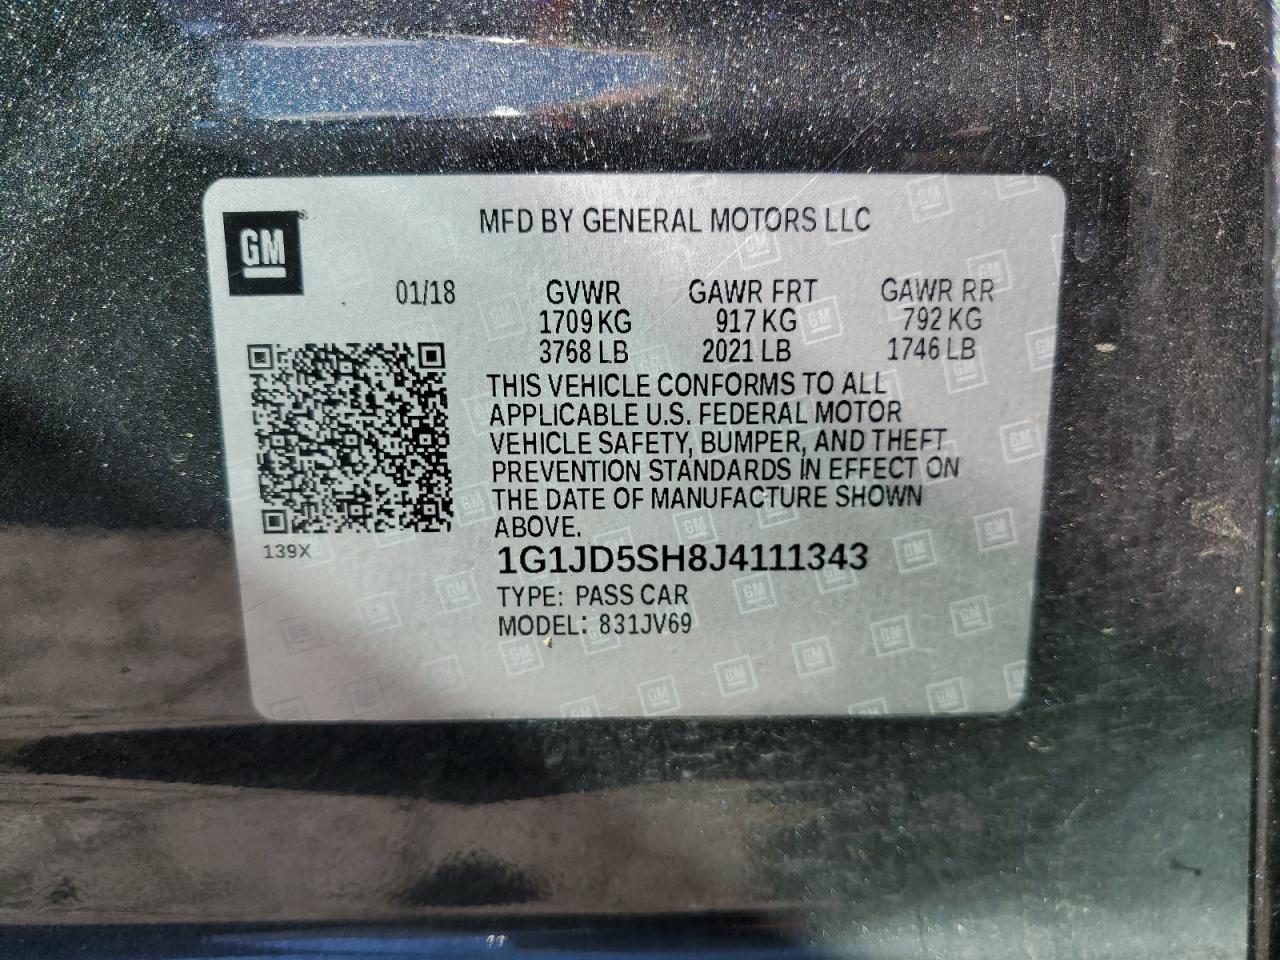 GM
MFD BY GENERAL MOTORS LLC
01/18 GVWR GAWR FRT GAWR RR
1709 KG 917 KG 792 KG
3768 LB 2021 LB 1746 LB
THIS VEHICLE CONFORMS TO ALL
APPLICABLE U.S. FEDERAL MOTOR
VEHICLE SAFETY, BUMPER, AND THEFT
PREVENTION STANDARDS IN EFFECT ON
THE DATE OF MANUFACTURE SHOWN
ABOVE.
139X
1G1JD5SH8J4111343
TYPE: PASS CAR
MODEL: 831JV69